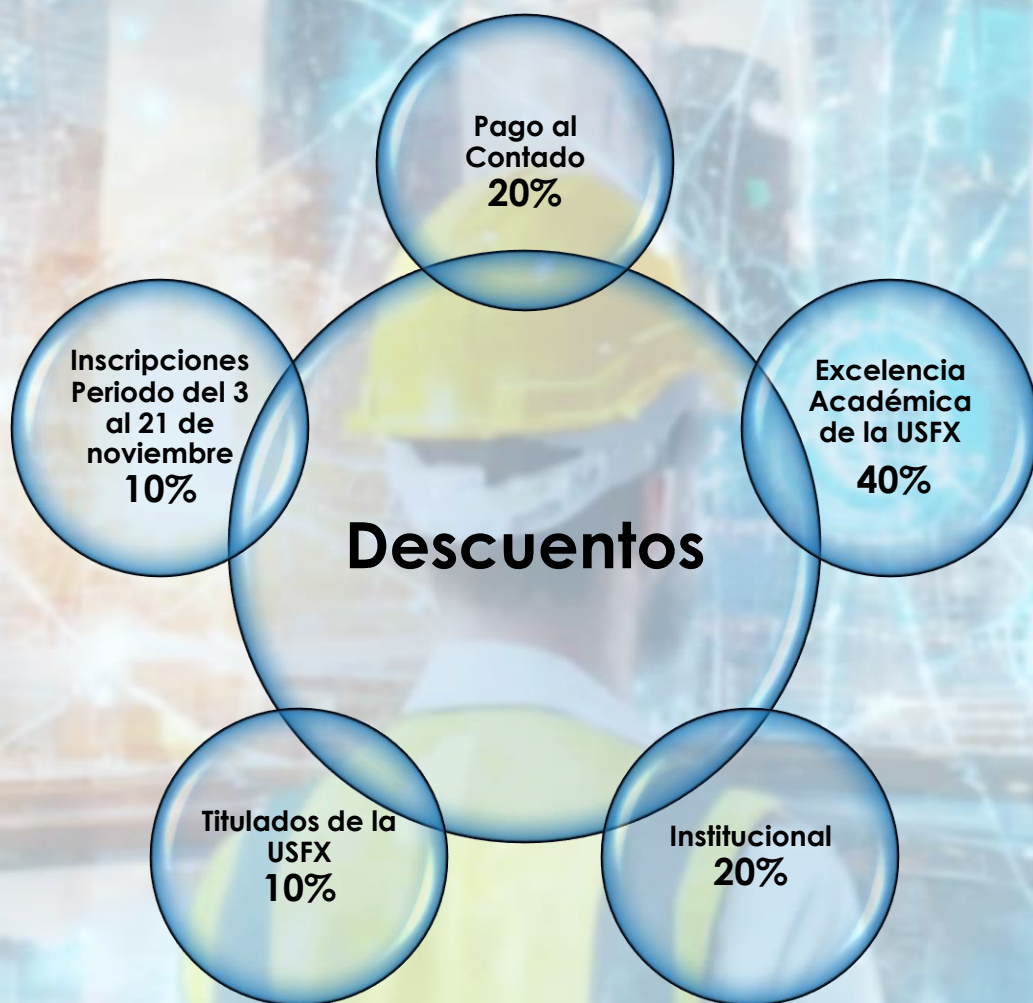 Pago al
Contado
20%
Inscripciones
Periodo del 3
al 21 de
noviembre
10%
Excelencia
Académica
de la USFX
40%
Descuentos
Titulados de la
USFX
10%
Institucional
20%